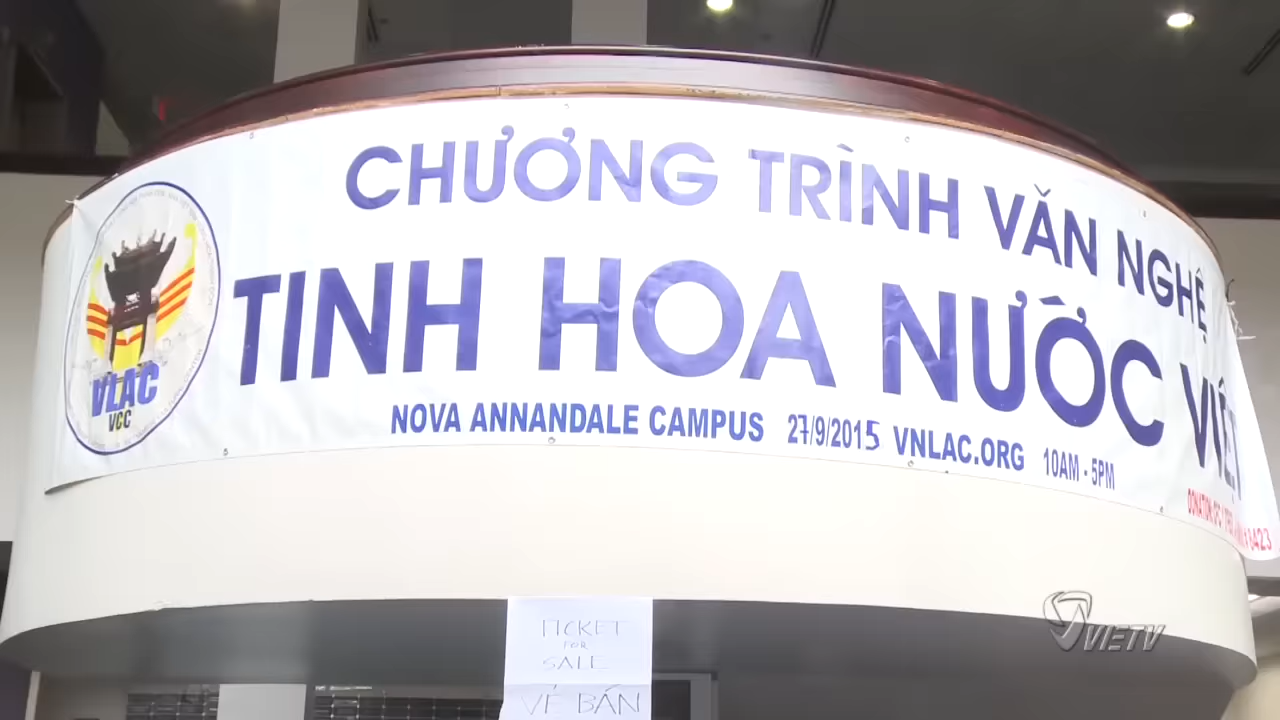 CHƯƠNG TRÌNH VĂN NGHỆ
TINH HOA NƯỚC VIỆT
NOVA ANNANDALE CAMPUS 27/9/2015 VNLAC.ORG 10AM - 5PM
VLAC
VCC
TICKET
FOR
SALE
VÉ BÁN
VIETV